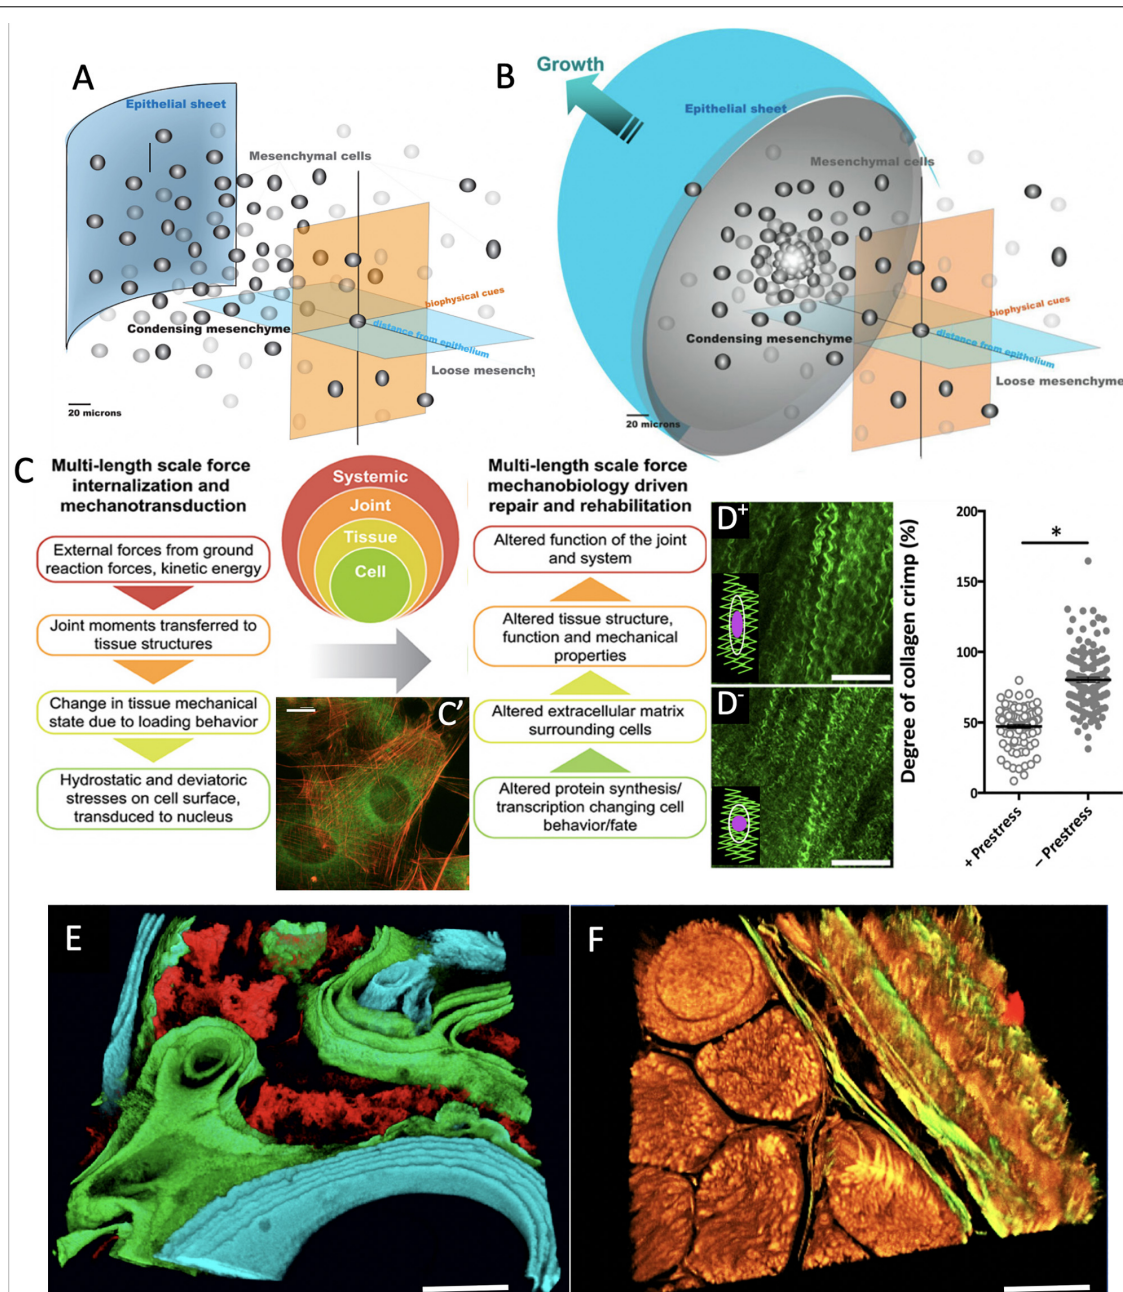 A
Epithelial sheet
Mesenchymal cells
biophysical cues
distance from epithelium
Condensing mesenchyme
Loose mesenchy
20 microns
B
Growth
Epithelial sheet
Mesenchymal cells
biophysical cues
distance from epithelium
Condensing mesenchyme
Loose mesenchyme
20 microns
C
Multi-length scale force
internalization and
mechanotransduction
External forces from ground
reaction forces, kinetic energy
Joint moments transferred to
tissue structures
Change in tissue mechanical
state due to loading behavior
Hydrostatic and deviatoric
stresses on cell surface,
transduced to nucleus
Systemic
Joint
Tissue
Cell
C’
Multi-length scale force
mechanobiology driven
repair and rehabilitation
Altered function of the joint
and system
Altered tissue structure,
function and mechanical
properties
Altered extracellular matrix
surrounding cells
Altered protein synthesis/
transcription changing cell
behavior/fate
D+
D-
Degree of collagen crimp (%)
200
150
100
50
0
*
+ Prestress
– Prestress
E
F